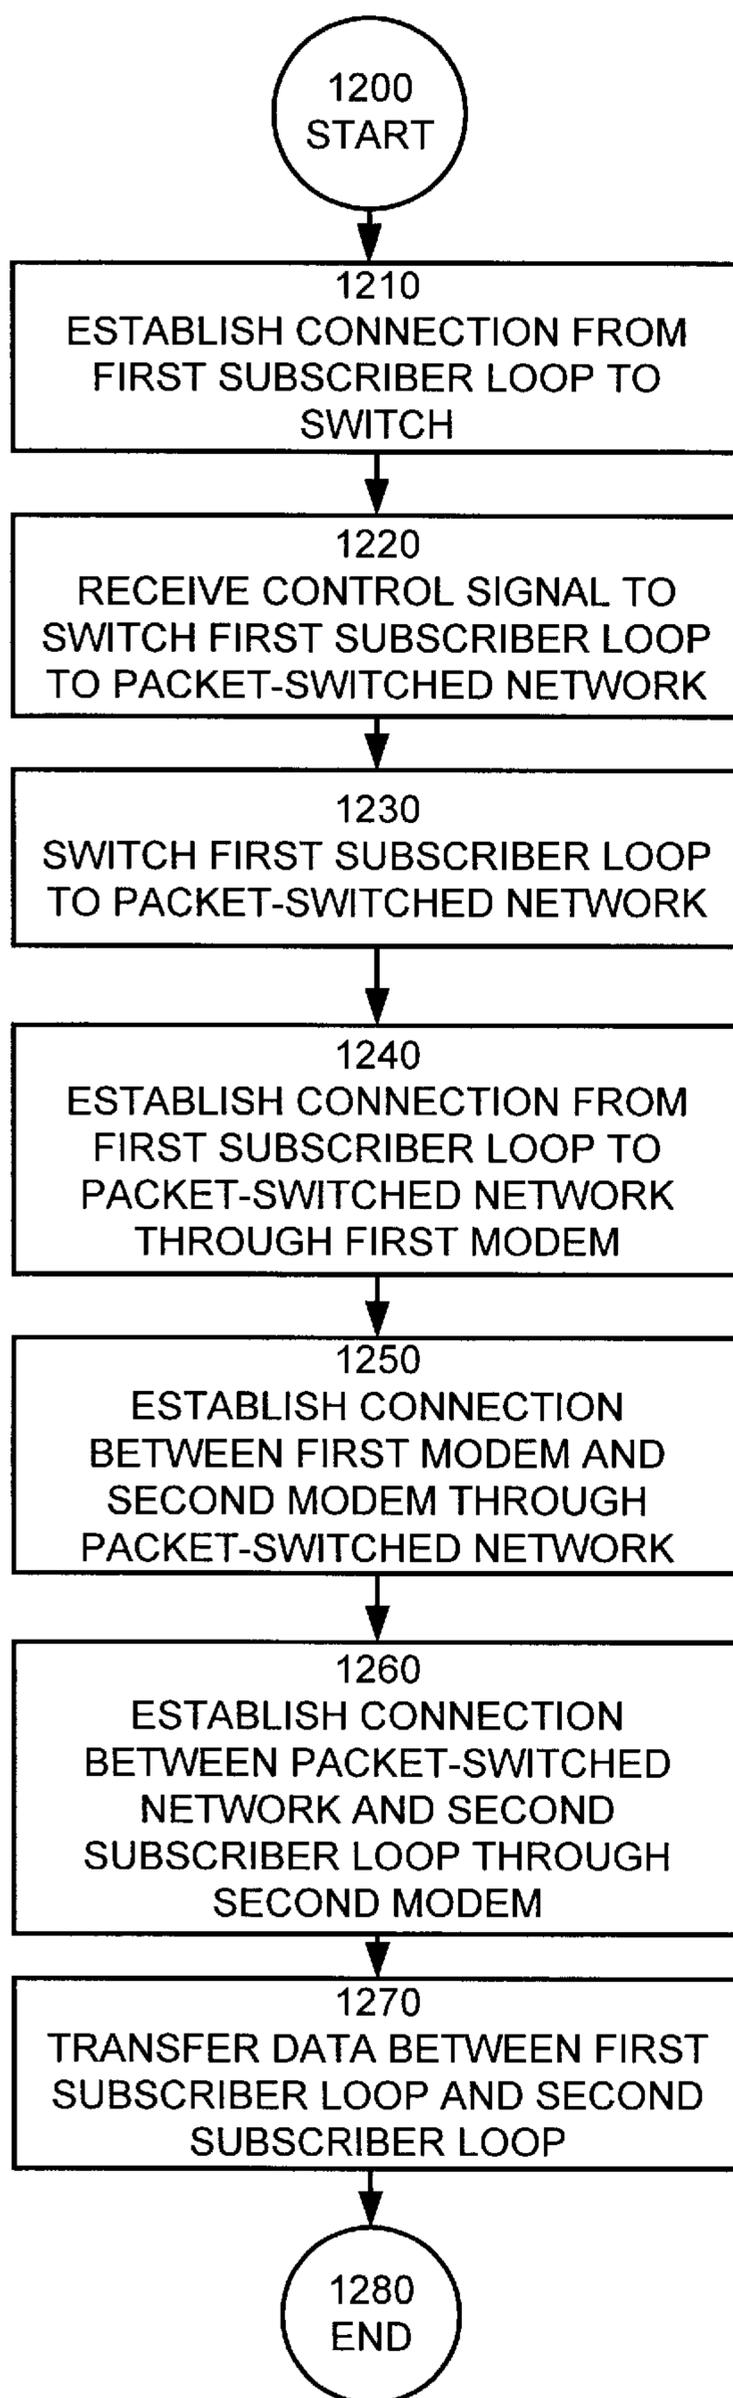 1200
START
1210
ESTABLISH CONNECTION FROM
FIRST SUBSCRIBER LOOP TO
SWITCH
1220
RECEIVE CONTROL SIGNAL TO
SWITCH FIRST SUBSCRIBER LOOP
TO PACKET-SWITCHED NETWORK
1230
SWITCH FIRST SUBSCRIBER LOOP
TO PACKET-SWITCHED NETWORK
1240
ESTABLISH CONNECTION FROM
FIRST SUBSCRIBER LOOP TO
PACKET-SWITCHED NETWORK
THROUGH FIRST MODEM
1250
ESTABLISH CONNECTION
BETWEEN FIRST MODEM AND
SECOND MODEM THROUGH
PACKET-SWITCHED NETWORK
1260
ESTABLISH CONNECTION
BETWEEN PACKET-SWITCHED
NETWORK AND SECOND
SUBSCRIBER LOOP THROUGH
SECOND MODEM
1270
TRANSFER DATA BETWEEN FIRST
SUBSCRIBER LOOP AND SECOND
SUBSCRIBER LOOP
1280
END